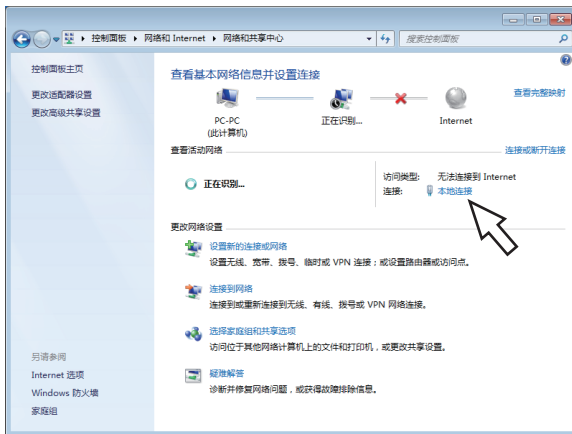 控制面板 ▸ 网络和 Internet ▸ 网络和共享中心
搜索控制面板
控制面板主页
更改适配器设置
更改高级共享设置
查看基本网络信息并设置连接
查看完整映射
PC-PC
(此计算机)
正在识别...
Internet
查看活动网络
连接或断开连接
正在识别...
访问类型: 无法连接到 Internet
连接: 本地连接
更改网络设置
设置新的连接或网络
设置无线、宽带、拨号、临时或 VPN 连接；或设置路由器或访问点。
连接到网络
连接到或重新连接到无线、有线、拨号或 VPN 网络连接。
选择家庭组和共享选项
访问位于其他网络计算机上的文件和打印机，或更改共享设置。
疑难解答
诊断并修复网络问题，或获得故障排除信息。
另请参阅
Internet 选项
Windows 防火墙
家庭组